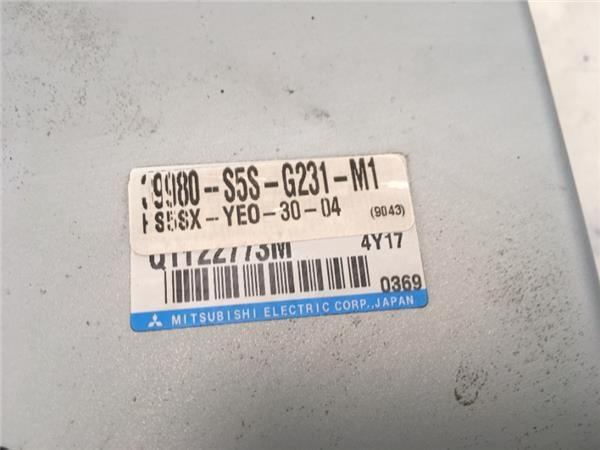 39980-S5S-G231-M1
S5SX-YEO-30-04 (9043)
Q1T22773M 4Y17
0369
MITSUBISHI ELECTRIC CORP.,JAPAN